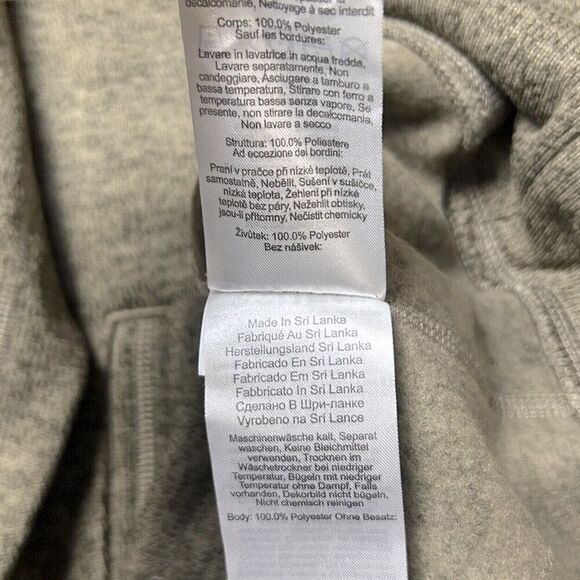 décalcomanie, Nettoyage à sec interdit
Corps: 100.0% Polyester
Sauf les bordures:
Lavare in lavatrice in acqua fredda,
Lavare separatamente, Non
candeggiare, Asciugare a tamburo a
bassa temperatura, Stirare con ferro a
temperatura bassa senza vapore, Se
presente, non stirare la decalcomania,
Non lavare a secco
Struttura: 100.0% Poliestere
Ad eccezione dei bordini:
Praní v pračce při nízké teplotě, Prát
samostatně, Nebělit, Sušení v sušičce,
nízká teplota, Žehlení při nízké
teplotě bez páry, Nežehlit obtisky,
jsou-li přítomny, Nečistit chemicky
Živůtek: 100.0% Polyester
Bez nášivek:
Made In Sri Lanka
Fabriqué Au Sri Lanka
Herstellungsland Sri Lanka
Fabricado En Sri Lanka
Fabricado Em Sri Lanka
Fabbricato In Sri Lanka
Сделано В Шри-ланке
Vyrobeno na Srí Lance
Maschinenwäsche kalt, Separat
waschen, Keine Bleichmittel
verwenden, Trocknen im
Wäschetrockner bei niedriger
Temperatur, Bügeln mit niedriger
Temperatur ohne Dampf, Falls
vorhanden, Dekorbild nicht bügeln,
Nicht chemisch reinigen
Body: 100.0% Polyester Ohne Besatz: